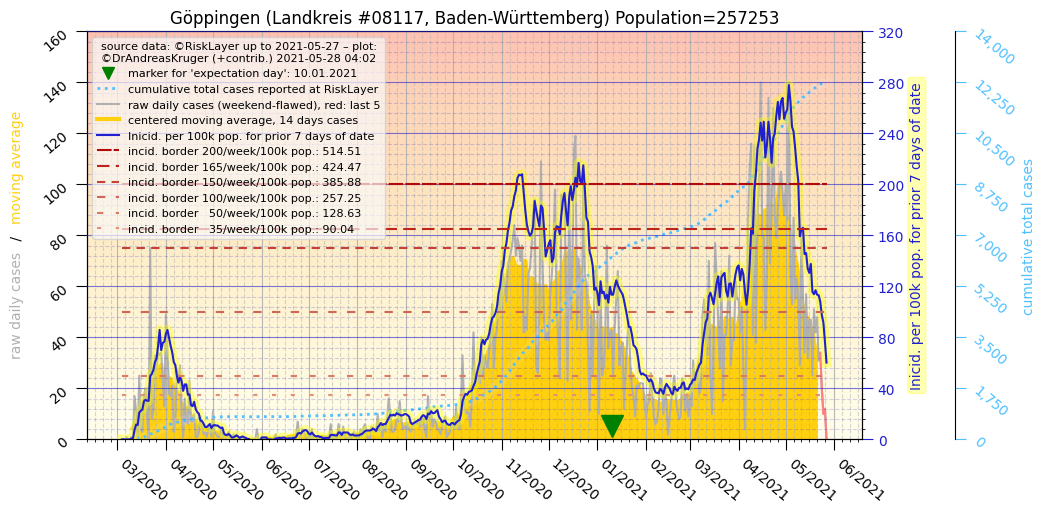 Göppingen (Landkreis #08117, Baden-Württemberg) Population=257253
source data: ©RiskLayer up to 2021-05-27 – plot:
©DrAndreasKruger (+contrib.) 2021-05-28 04:02
marker for 'expectation day': 10.01.2021
cumulative total cases reported at RiskLayer
raw daily cases (weekend-flawed), red: last 5
centered moving average, 14 days cases
Inicid. per 100k pop. for prior 7 days of date
incid. border 200/week/100k pop.: 514.51
incid. border 165/week/100k pop.: 424.47
incid. border 150/week/100k pop.: 385.88
incid. border 100/week/100k pop.: 257.25
incid. border   50/week/100k pop.: 128.63
incid. border   35/week/100k pop.: 90.04
raw daily cases / moving average
160
140
120
100
80
60
40
20
0
320
280
240
200
160
120
80
40
0
Inicid. per 100k pop. for prior 7 days of date
14,000
12,250
10,500
8,750
7,000
5,250
3,500
1,750
0
cumulative total cases
03/2020
04/2020
05/2020
06/2020
07/2020
08/2020
09/2020
10/2020
11/2020
12/2020
01/2021
02/2021
03/2021
04/2021
05/2021
06/2021